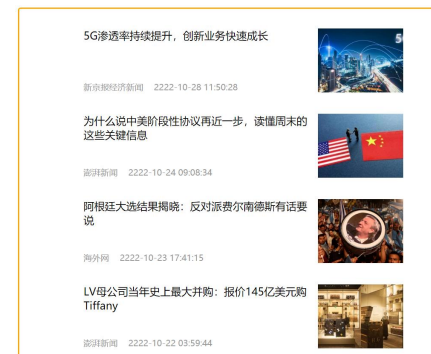 5G渗透率持续提升，创新业务快速成长
新京报经济新闻 2222-10-28 11:50:28
为什么说中美阶段性协议再近一步，读懂周末的
这些关键信息
澎湃新闻 2222-10-24 09:08:34
阿根廷大选结果揭晓：反对派费尔南德斯有话要
说
海外网 2222-10-23 17:41:15
LV母公司当年史上最大并购：报价145亿美元购
Tiffany
澎湃新闻 2222-10-22 03:59:44